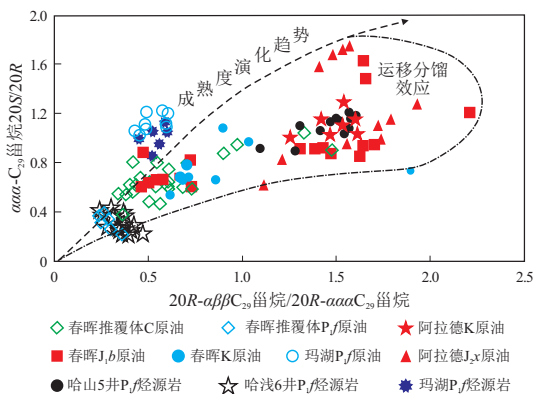 2.0
1.6
1.2
0.8
0.4
0
ααα-C₂₉甾烷20S/20R
成熟度演化趋势
运移分馏
效应
0.5 1.0 1.5 2.0 2.5
20R-αββC₂₉甾烷/20R-αααC₂₉甾烷
春晖推覆体C原油 春晖推覆体P₁f原油 阿拉德K原油
春晖J₁b原油 春晖K原油 玛湖P₁f原油 阿拉德J₂x原油
哈山5井P₁f烃源岩 哈浅6井P₁f烃源岩 玛湖P₁f烃源岩